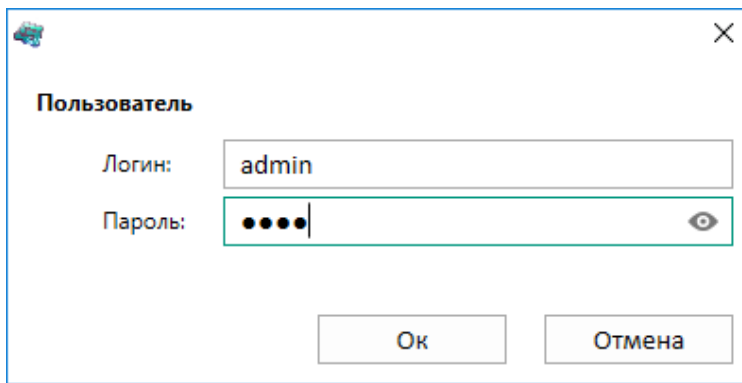 Пользователь
Логин: admin
Пароль: ●●●●
Ок Отмена